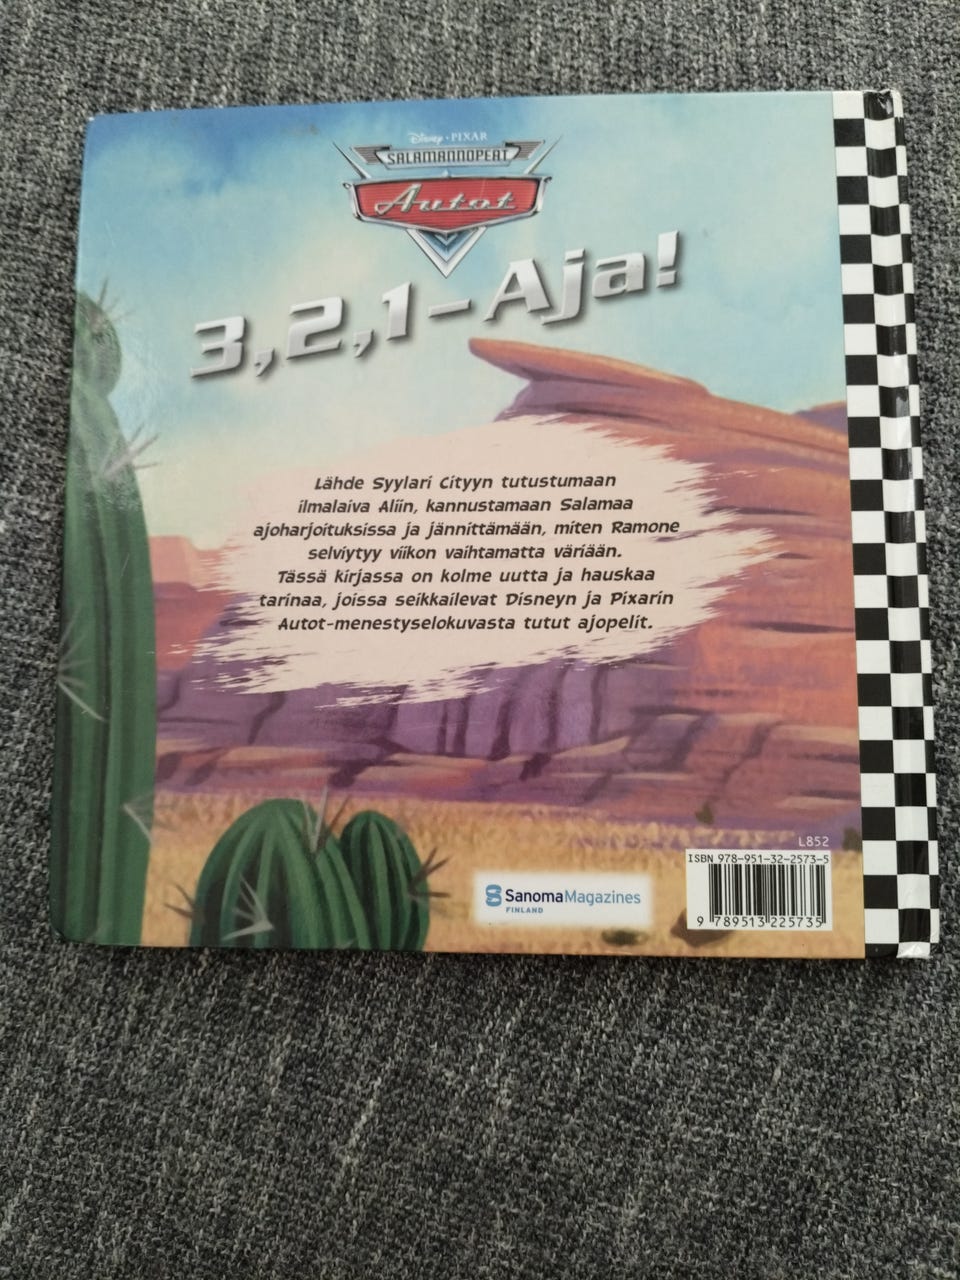 Disney · PIXAR
SALAMANNOPEAT
Autot
3,2,1-Aja!
Lähde Syylari Cityyn tutustumaan
ilmalaiva Aliin, kannustamaan Salamaa
ajoharjoituksissa ja jännittämään, miten Ramone
selviytyy viikon vaihtamatta väriään.
Tässä kirjassa on kolme uutta ja hauskaa
tarinaa, joissa seikkailevat Disneyn ja Pixarin
Autot-menestyselokuvasta tutut ajopelit.
L852
ISBN 978-951-32-2573-5
SanomaMagazines
FINLAND
9 789513 225735